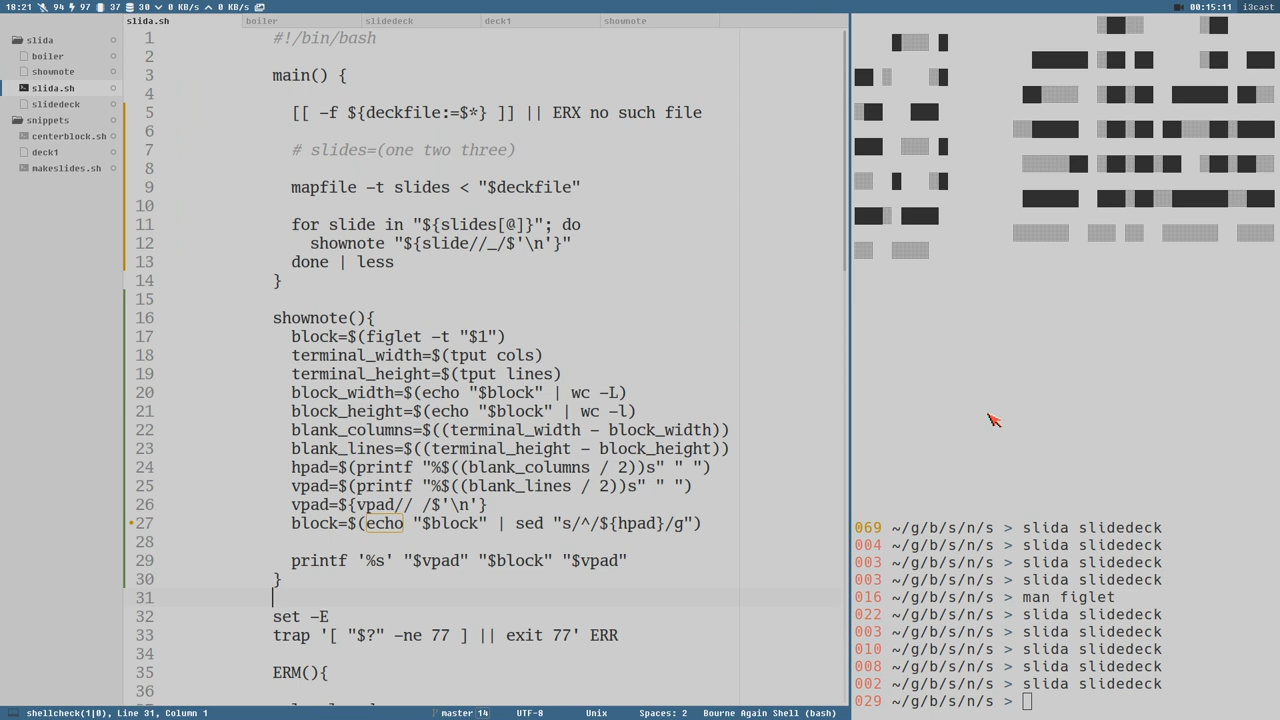 18:21 94 97 37 30 0 KB/s 0 KB/s 00:15:11 i3cast
slida.sh boiler slidedeck deck1 shownote
slida
boiler
shownote
slida.sh
slidedeck
snippets
centerblock.sh
deck1
makeslides.sh
1 #!/bin/bash
2
3 main() {
4
5 [[ -f ${deckfile:=$*} ]] || ERX no such file
6
7 # slides=(one two three)
8
9 mapfile -t slides < "$deckfile"
10
11 for slide in "${slides[@]}"; do
12 shownote "${slide//_/$'\n'}"
13 done | less
14 }
15
16 shownote(){
17 block=$(figlet -t "$1")
18 terminal_width=$(tput cols)
19 terminal_height=$(tput lines)
20 block_width=$(echo "$block" | wc -L)
21 block_height=$(echo "$block" | wc -l)
22 blank_columns=$((terminal_width - block_width))
23 blank_lines=$((terminal_height - block_height))
24 hpad=$(printf "%$((blank_columns / 2))s" " ")
25 vpad=$(printf "%$((blank_lines / 2))s" " ")
26 vpad=${vpad// /$'\n'}
27 block=$(echo "$block" | sed "s/^/${hpad}/g")
28
29 printf '%s' "$vpad" "$block" "$vpad"
30 }
31
32 set -E
33 trap '[ "$?" -ne 77 ] || exit 77' ERR
34
35 ERM(){
36
069 ~/g/b/s/n/s > slida slidedeck
004 ~/g/b/s/n/s > slida slidedeck
003 ~/g/b/s/n/s > slida slidedeck
003 ~/g/b/s/n/s > slida slidedeck
016 ~/g/b/s/n/s > man figlet
022 ~/g/b/s/n/s > slida slidedeck
003 ~/g/b/s/n/s > slida slidedeck
010 ~/g/b/s/n/s > slida slidedeck
008 ~/g/b/s/n/s > slida slidedeck
002 ~/g/b/s/n/s > slida slidedeck
029 ~/g/b/s/n/s >
shellcheck(1|0), Line 31, Column 1 master 14 UTF-8 Unix Spaces: 2 Bourne Again Shell (bash)